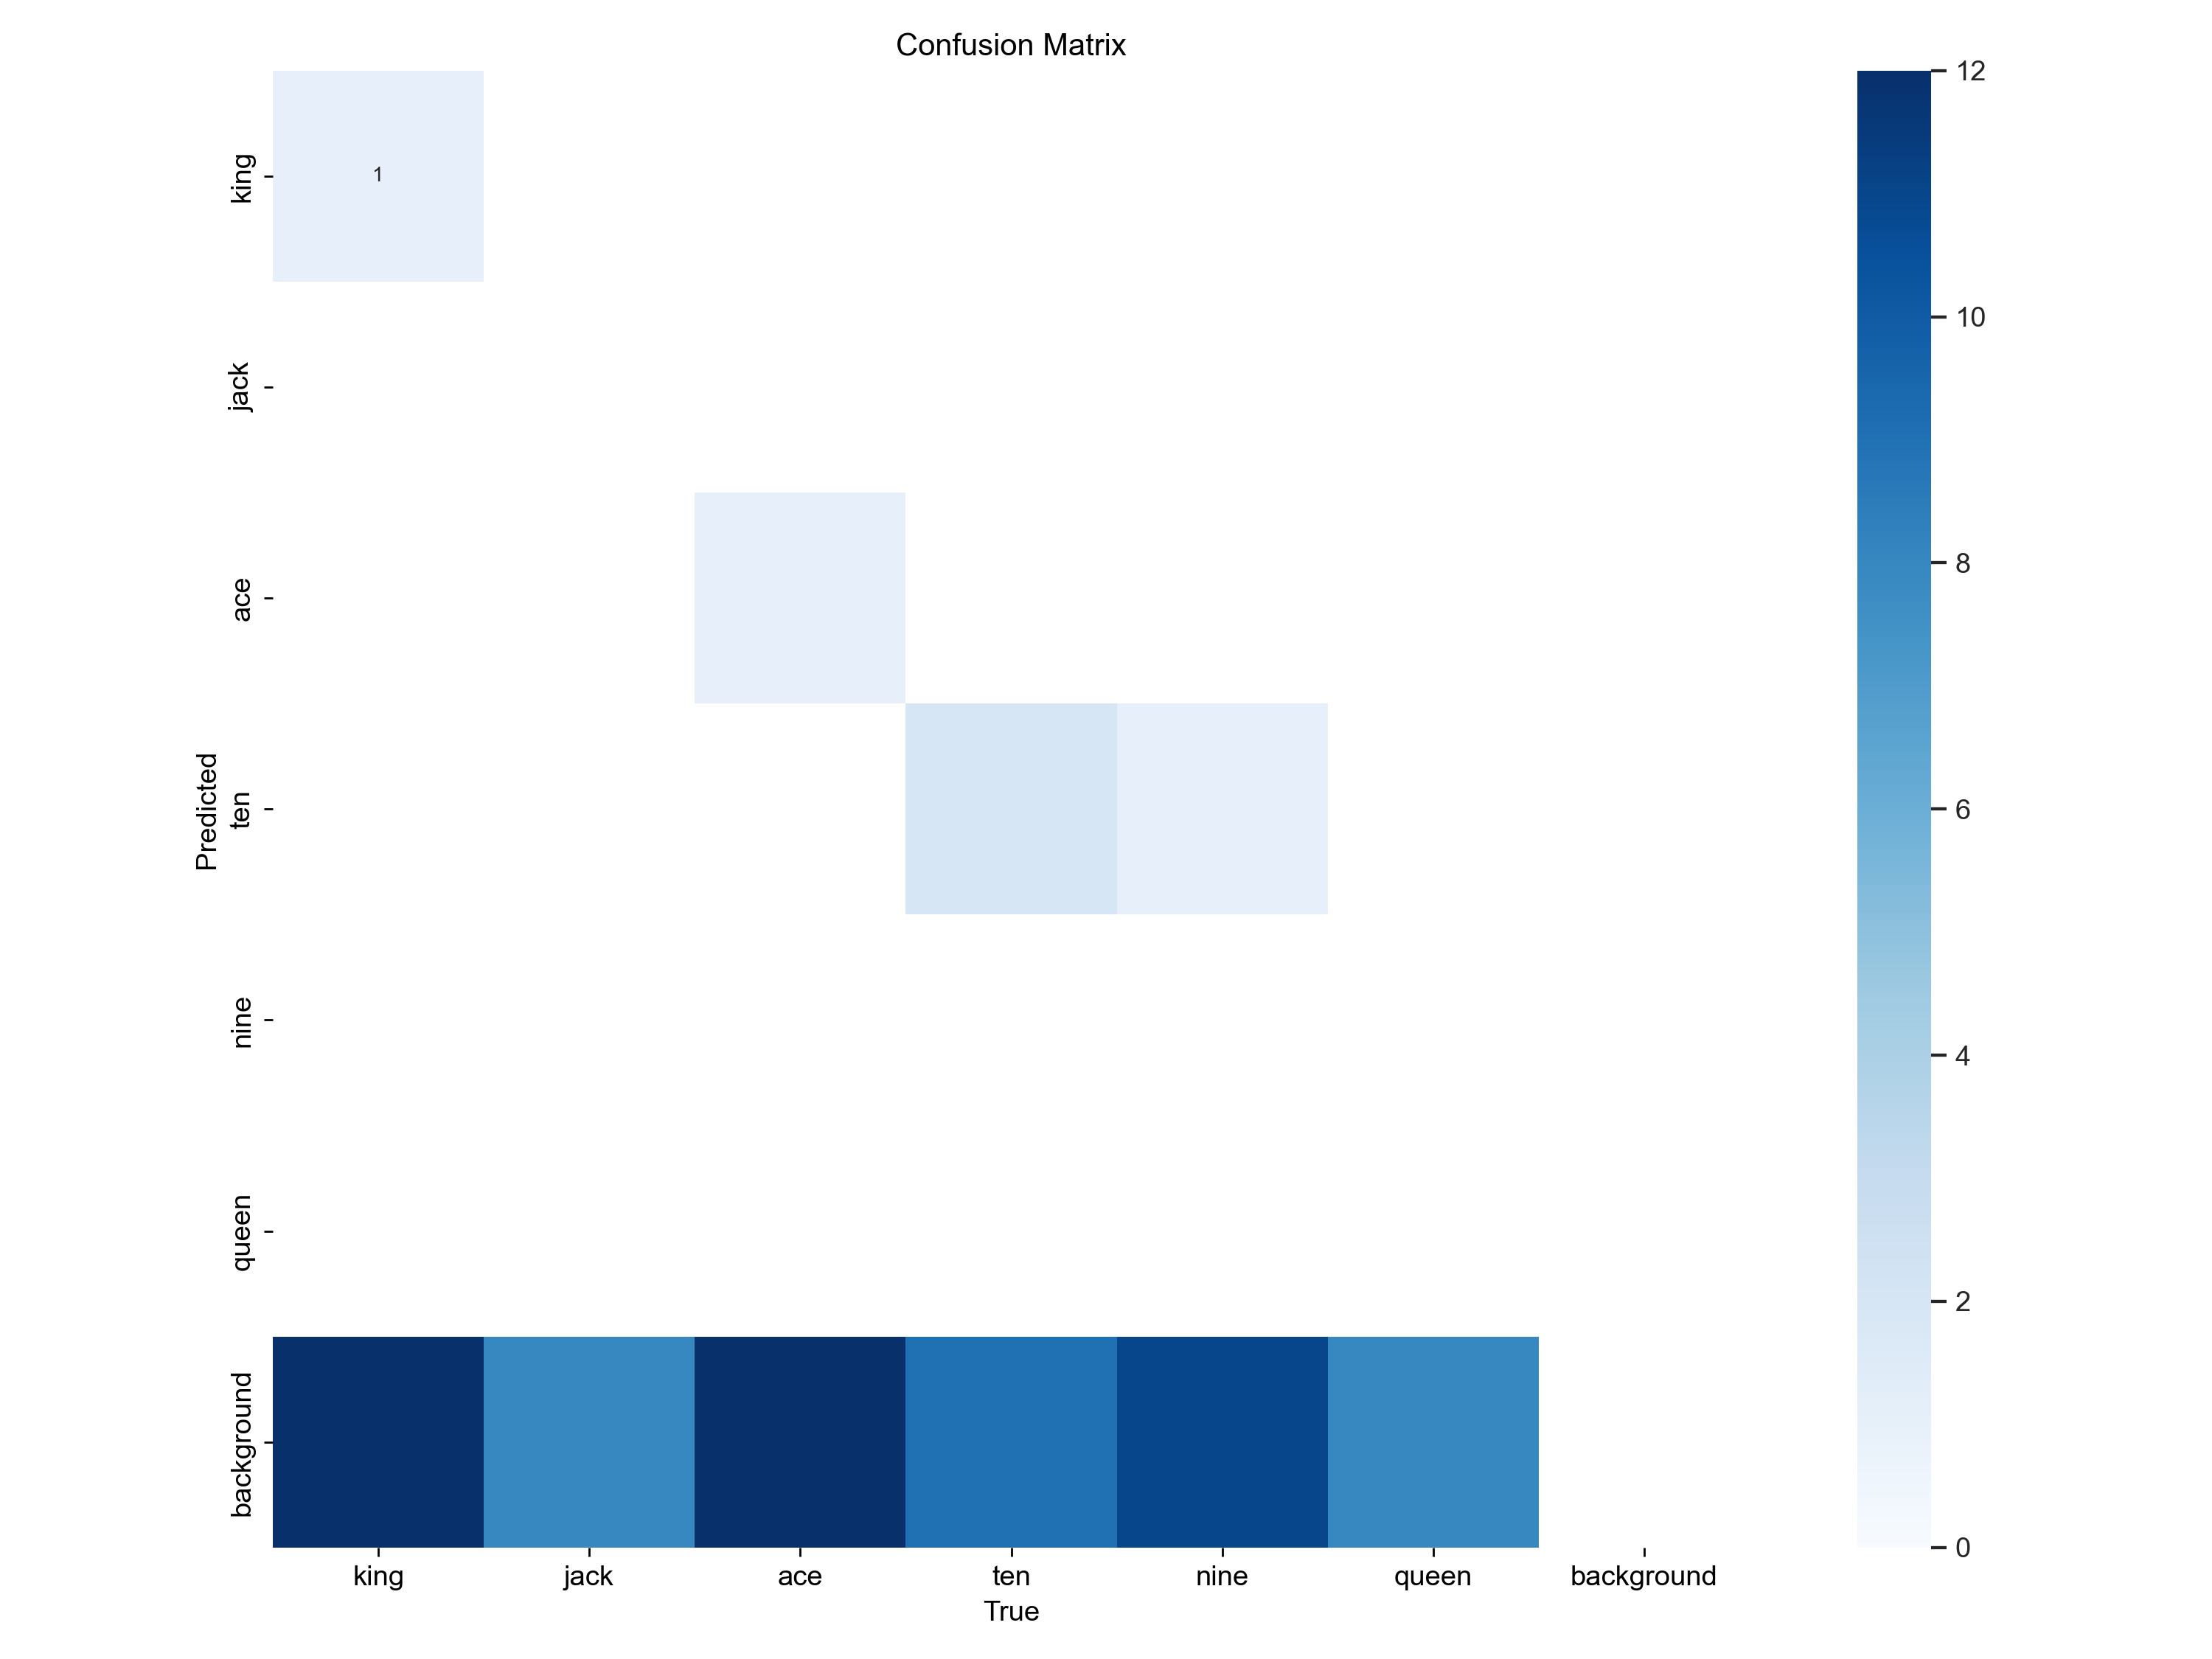 Confusion Matrix
12
king
1
10
jack
8
ace
6
Predicted
ten
4
nine
2
queen
background
0
king jack ace ten nine queen background
True